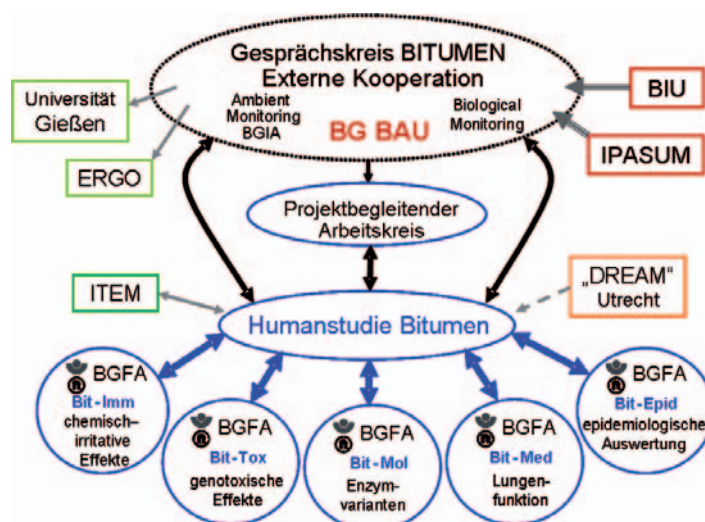 Gesprächskreis BITUMEN
Externe Kooperation
Ambient
Monitoring
BGIA
BG BAU
Biological
Monitoring
Universität
Gießen
ERGO
BIU
IPASUM
Projektbegleitender
Arbeitskreis
ITEM
„DREAM“
Utrecht
Humanstudie Bitumen
BGFA
Bit-Imm
chemisch–
irritative
Effekte
BGFA
Bit-Tox
genotoxische
Effekte
BGFA
Bit-Mol
Enzym-
varianten
BGFA
Bit-Med
Lungen-
funktion
BGFA
Bit-Epid
epidemiologische
Auswertung